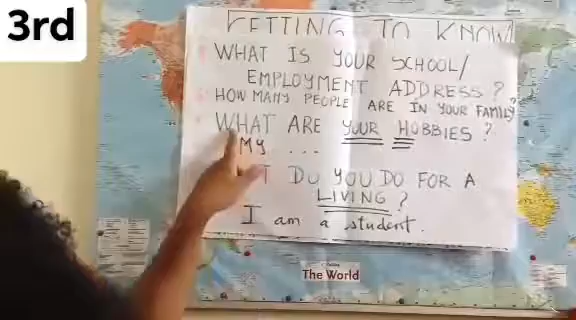 3rd
GETTING TO KNOW
WHAT IS YOUR SCHOOL/
EMPLOYMENT ADDRESS?
HOW MANY PEOPLE ARE IN YOUR FAMILY?
WHAT ARE YOUR HOBBIES?
MY ...
DO YOU DO FOR A
LIVING?
I am a student.
The World